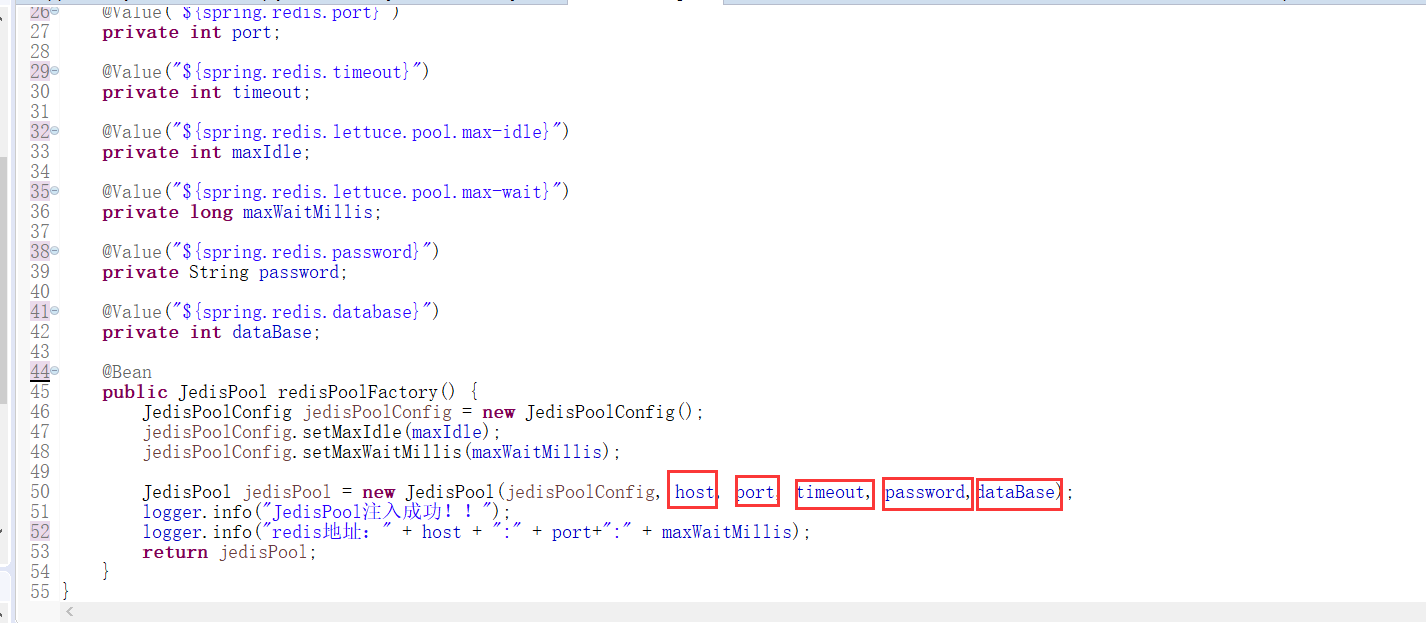 26 @Value("${spring.redis.port}")
27 private int port;
28
29 @Value("${spring.redis.timeout}")
30 private int timeout;
31
32 @Value("${spring.redis.lettuce.pool.max-idle}")
33 private int maxIdle;
34
35 @Value("${spring.redis.lettuce.pool.max-wait}")
36 private long maxWaitMillis;
37
38 @Value("${spring.redis.password}")
39 private String password;
40
41 @Value("${spring.redis.database}")
42 private int dataBase;
43
44 @Bean
45 public JedisPool redisPoolFactory() {
46 JedisPoolConfig jedisPoolConfig = new JedisPoolConfig();
47 jedisPoolConfig.setMaxIdle(maxIdle);
48 jedisPoolConfig.setMaxWaitMillis(maxWaitMillis);
49
50 JedisPool jedisPool = new JedisPool(jedisPoolConfig, host, port, timeout, password,dataBase);
51 logger.info("JedisPool注入成功！！");
52 logger.info("redis地址：" + host + ":" + port+":" + maxWaitMillis);
53 return jedisPool;
54 }
55 }